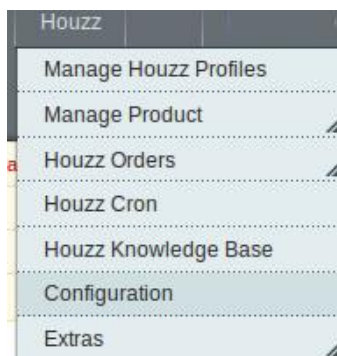 Houzz
Manage Houzz Profiles
Manage Product
a
Houzz Orders
Houzz Cron
Houzz Knowledge Base
Configuration
Extras